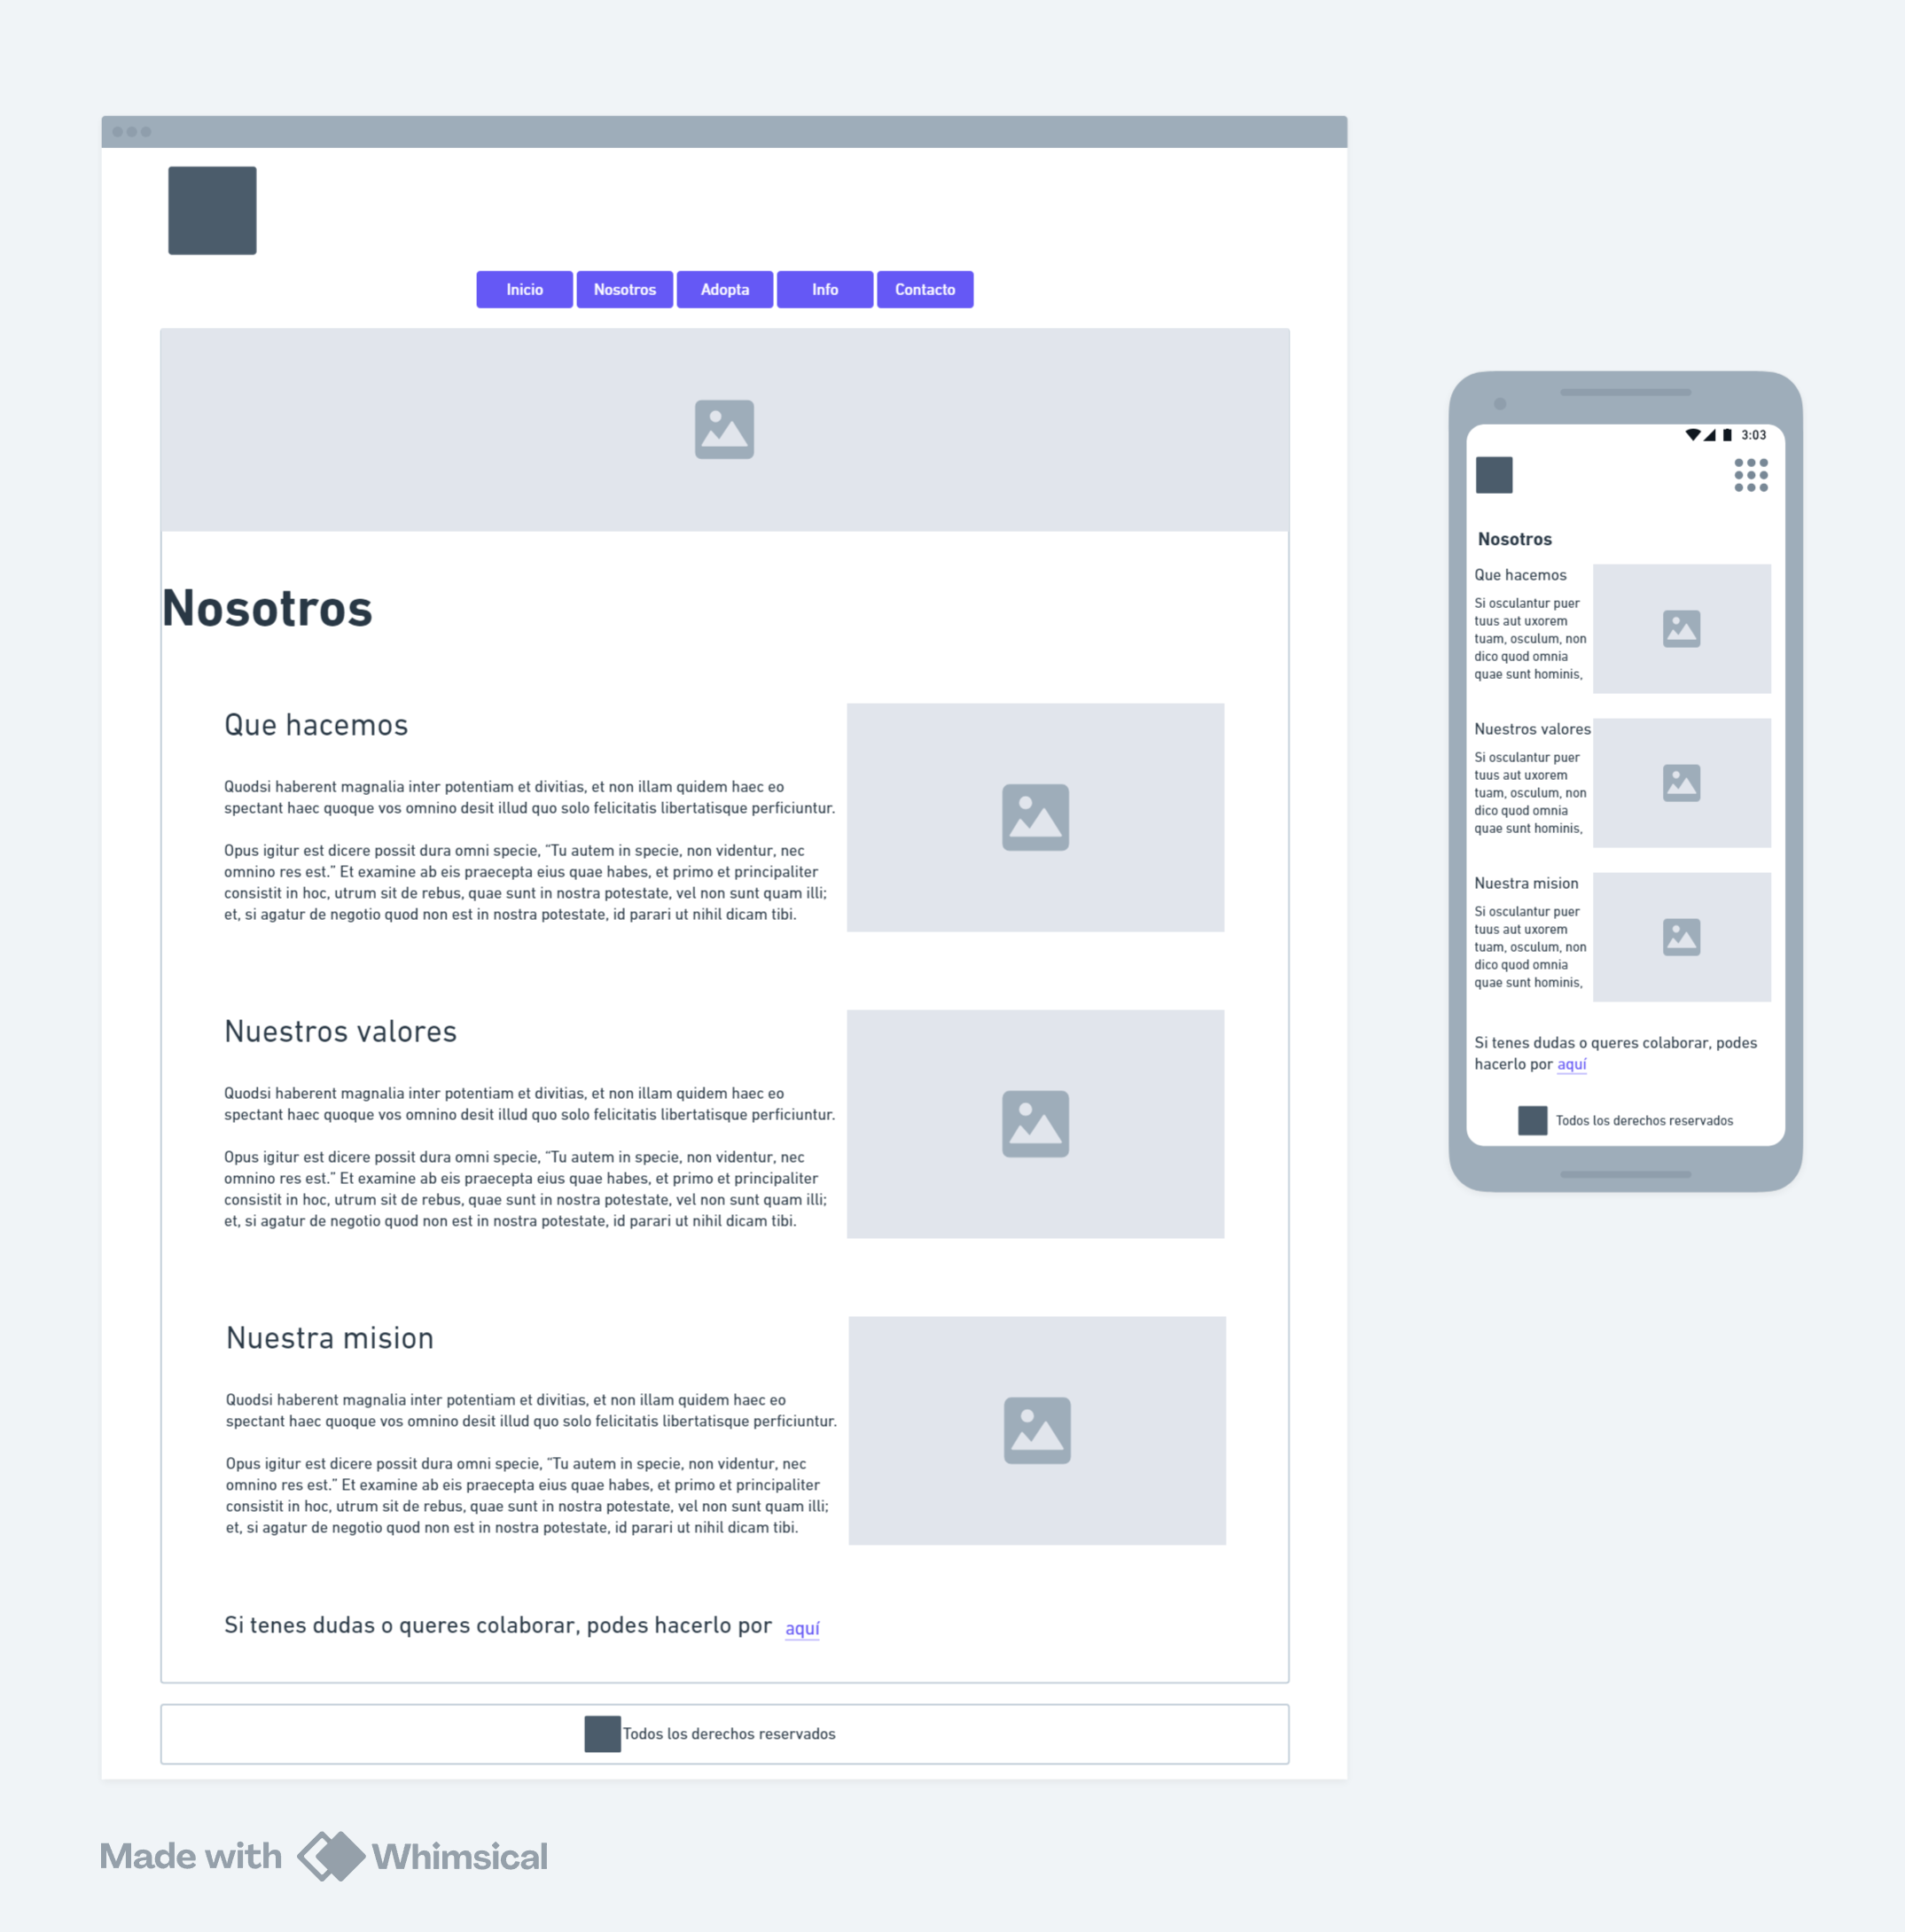 Inicio
Nosotros
Adopta
Info
Contacto
Nosotros
Que hacemos
Quodsi haberent magnalia inter potentiam et divitias, et non illam quidem haec eo
spectant haec quoque vos omnino desit illud quo solo felicitatis libertatisque perficiuntur.
Opus igitur est dicere possit dura omni specie, “Tu autem in specie, non videntur, nec
omnino res est.” Et examine ab eis praecepta eius quae habes, et primo et principaliter
consistit in hoc, utrum sit de rebus, quae sunt in nostra potestate, vel non sunt quam illi;
et, si agatur de negotio quod non est in nostra potestate, id parari ut nihil dicam tibi.
Nuestros valores
Quodsi haberent magnalia inter potentiam et divitias, et non illam quidem haec eo
spectant haec quoque vos omnino desit illud quo solo felicitatis libertatisque perficiuntur.
Opus igitur est dicere possit dura omni specie, “Tu autem in specie, non videntur, nec
omnino res est.” Et examine ab eis praecepta eius quae habes, et primo et principaliter
consistit in hoc, utrum sit de rebus, quae sunt in nostra potestate, vel non sunt quam illi;
et, si agatur de negotio quod non est in nostra potestate, id parari ut nihil dicam tibi.
Nuestra mision
Quodsi haberent magnalia inter potentiam et divitias, et non illam quidem haec eo
spectant haec quoque vos omnino desit illud quo solo felicitatis libertatisque perficiuntur.
Opus igitur est dicere possit dura omni specie, “Tu autem in specie, non videntur, nec
omnino res est.” Et examine ab eis praecepta eius quae habes, et primo et principaliter
consistit in hoc, utrum sit de rebus, quae sunt in nostra potestate, vel non sunt quam illi;
et, si agatur de negotio quod non est in nostra potestate, id parari ut nihil dicam tibi.
Si tenes dudas o queres colaborar, podes hacerlo por aquí
Todos los derechos reservados
3:03
Nosotros
Que hacemos
Si osculantur puer
tuus aut uxorem
tuam, osculum, non
dico quod omnia
quae sunt hominis,
Nuestros valores
Si osculantur puer
tuus aut uxorem
tuam, osculum, non
dico quod omnia
quae sunt hominis,
Nuestra mision
Si osculantur puer
tuus aut uxorem
tuam, osculum, non
dico quod omnia
quae sunt hominis,
Si tenes dudas o queres colaborar, podes
hacerlo por aquí
Todos los derechos reservados
Made with Whimsical